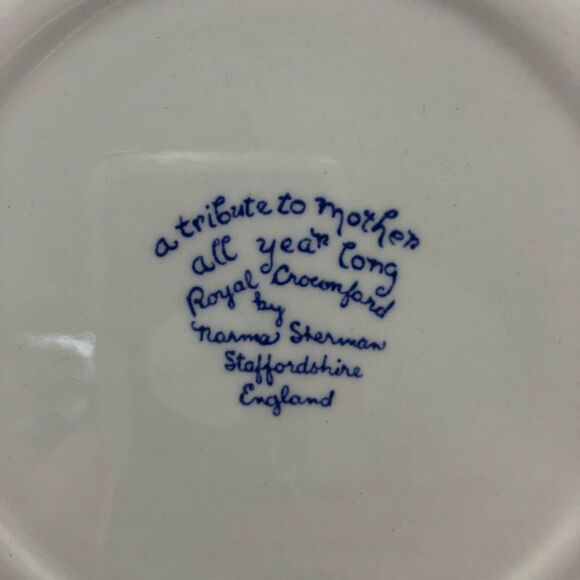 a tribute to mother
all year long
Royal Crownford
by
Norma Sherman
Staffordshire
England